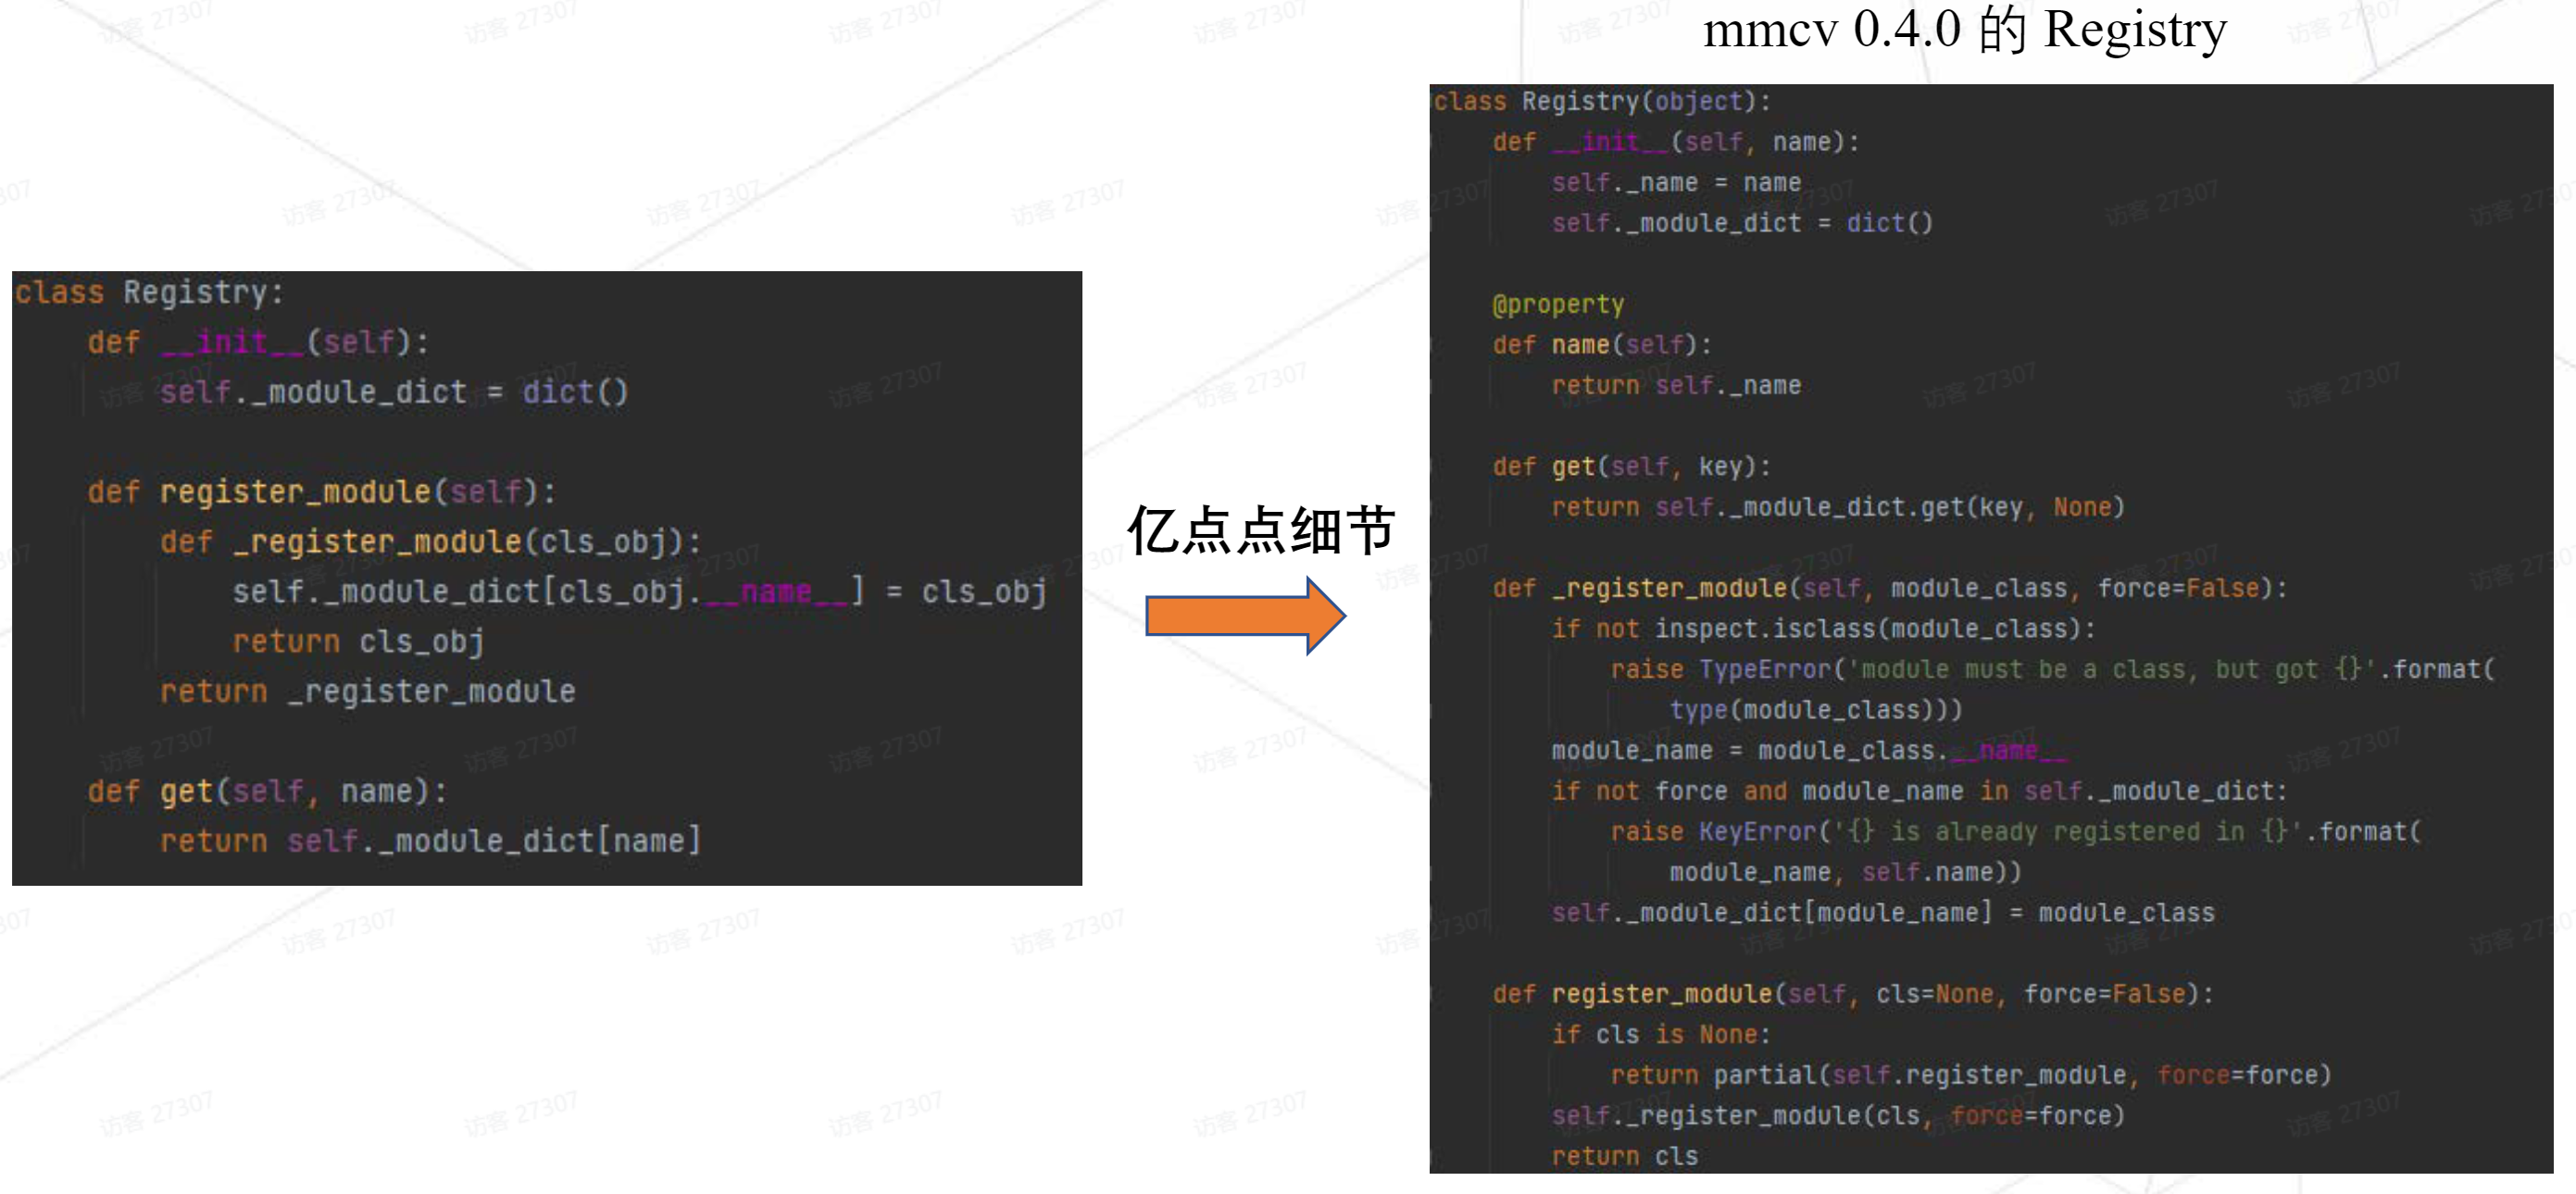 mmcv 0.4.0 的 Registry
class Registry:
    def __init__(self):
        self._module_dict = dict()

    def register_module(self):
        def _register_module(cls_obj):
            self._module_dict[cls_obj.__name__] = cls_obj
            return cls_obj
        return _register_module

    def get(self, name):
        return self._module_dict[name]
亿点点细节
class Registry(object):
    def __init__(self, name):
        self._name = name
        self._module_dict = dict()

    @property
    def name(self):
        return self._name

    def get(self, key):
        return self._module_dict.get(key, None)

    def _register_module(self, module_class, force=False):
        if not inspect.isclass(module_class):
            raise TypeError('module must be a class, but got {}'.format(
                type(module_class)))
        module_name = module_class.__name__
        if not force and module_name in self._module_dict:
            raise KeyError('{} is already registered in {}'.format(
                module_name, self.name))
        self._module_dict[module_name] = module_class

    def register_module(self, cls=None, force=False):
        if cls is None:
            return partial(self.register_module, force=force)
        self._register_module(cls, force=force)
        return cls
访客 27307